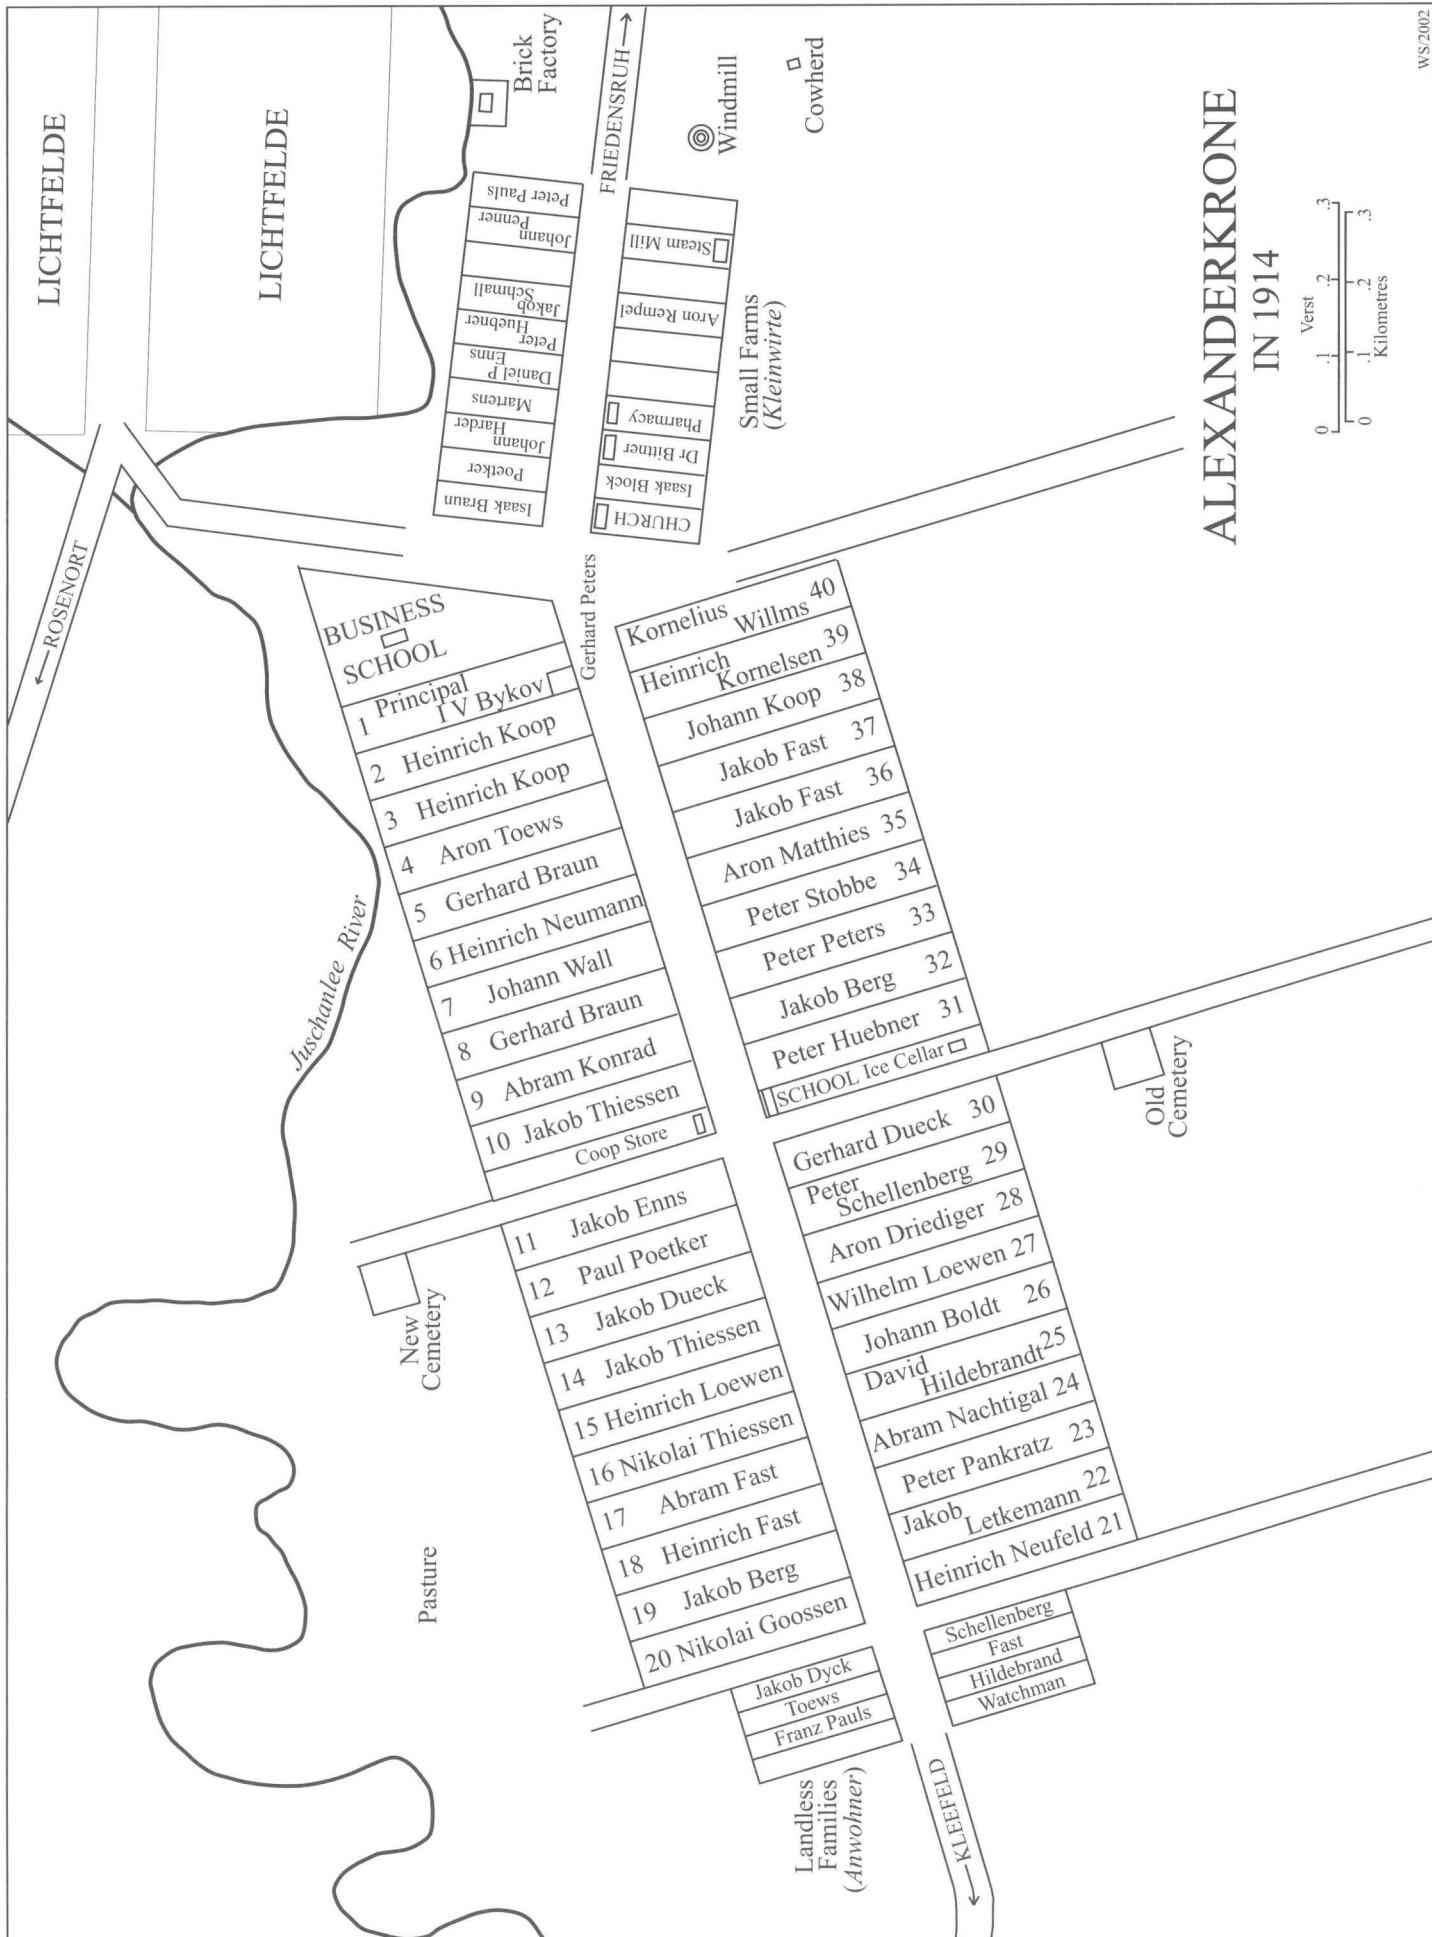 ALEXANDERKRONE
IN 1914
Verst
0 .1 .2 .3
0 .1 .2 .3
Kilometres
WS/2002
LICHTFELDE
LICHTFELDE
← ROSENORT
Juschanlee River
Brick
Factory
FRIEDENSRUH →
Windmill
Cowherd
Peter Pauls
Johann
Penner
Jakob
Schmall
Peter
Huebner
Daniel P
Enns
Martens
Johann
Harder
Poetker
Isaak Braun
Steam Mill
Aron Rempel
Pharmacy
Dr Bittner
Isaak Block
CHURCH
Small Farms
(Kleinwirte)
Gerhard Peters
BUSINESS
SCHOOL
1 Principal
I V Bykov
2 Heinrich Koop
3 Heinrich Koop
4 Aron Toews
5 Gerhard Braun
6 Heinrich Neumann
7 Johann Wall
8 Gerhard Braun
9 Abram Konrad
10 Jakob Thiessen
Coop Store
11 Jakob Enns
12 Paul Poetker
13 Jakob Dueck
14 Jakob Thiessen
15 Heinrich Loewen
16 Nikolai Thiessen
17 Abram Fast
18 Heinrich Fast
19 Jakob Berg
20 Nikolai Goossen
Kornelius
Willms 40
Heinrich
Kornelsen 39
Johann Koop 38
Jakob Fast 37
Jakob Fast 36
Aron Matthies 35
Peter Stobbe 34
Peter Peters 33
Jakob Berg 32
Peter Huebner 31
SCHOOL Ice Cellar
Gerhard Dueck 30
Peter
Schellenberg 29
Aron Driediger 28
Wilhelm Loewen 27
Johann Boldt 26
David
Hildebrandt 25
Abram Nachtigal 24
Peter Pankratz 23
Jakob
Letkemann 22
Heinrich Neufeld 21
New
Cemetery
Old
Cemetery
Pasture
Jakob Dyck
Toews
Franz Pauls
Schellenberg
Fast
Hildebrand
Watchman
Landless
Families
(Anwohner)
← KLEEFELD